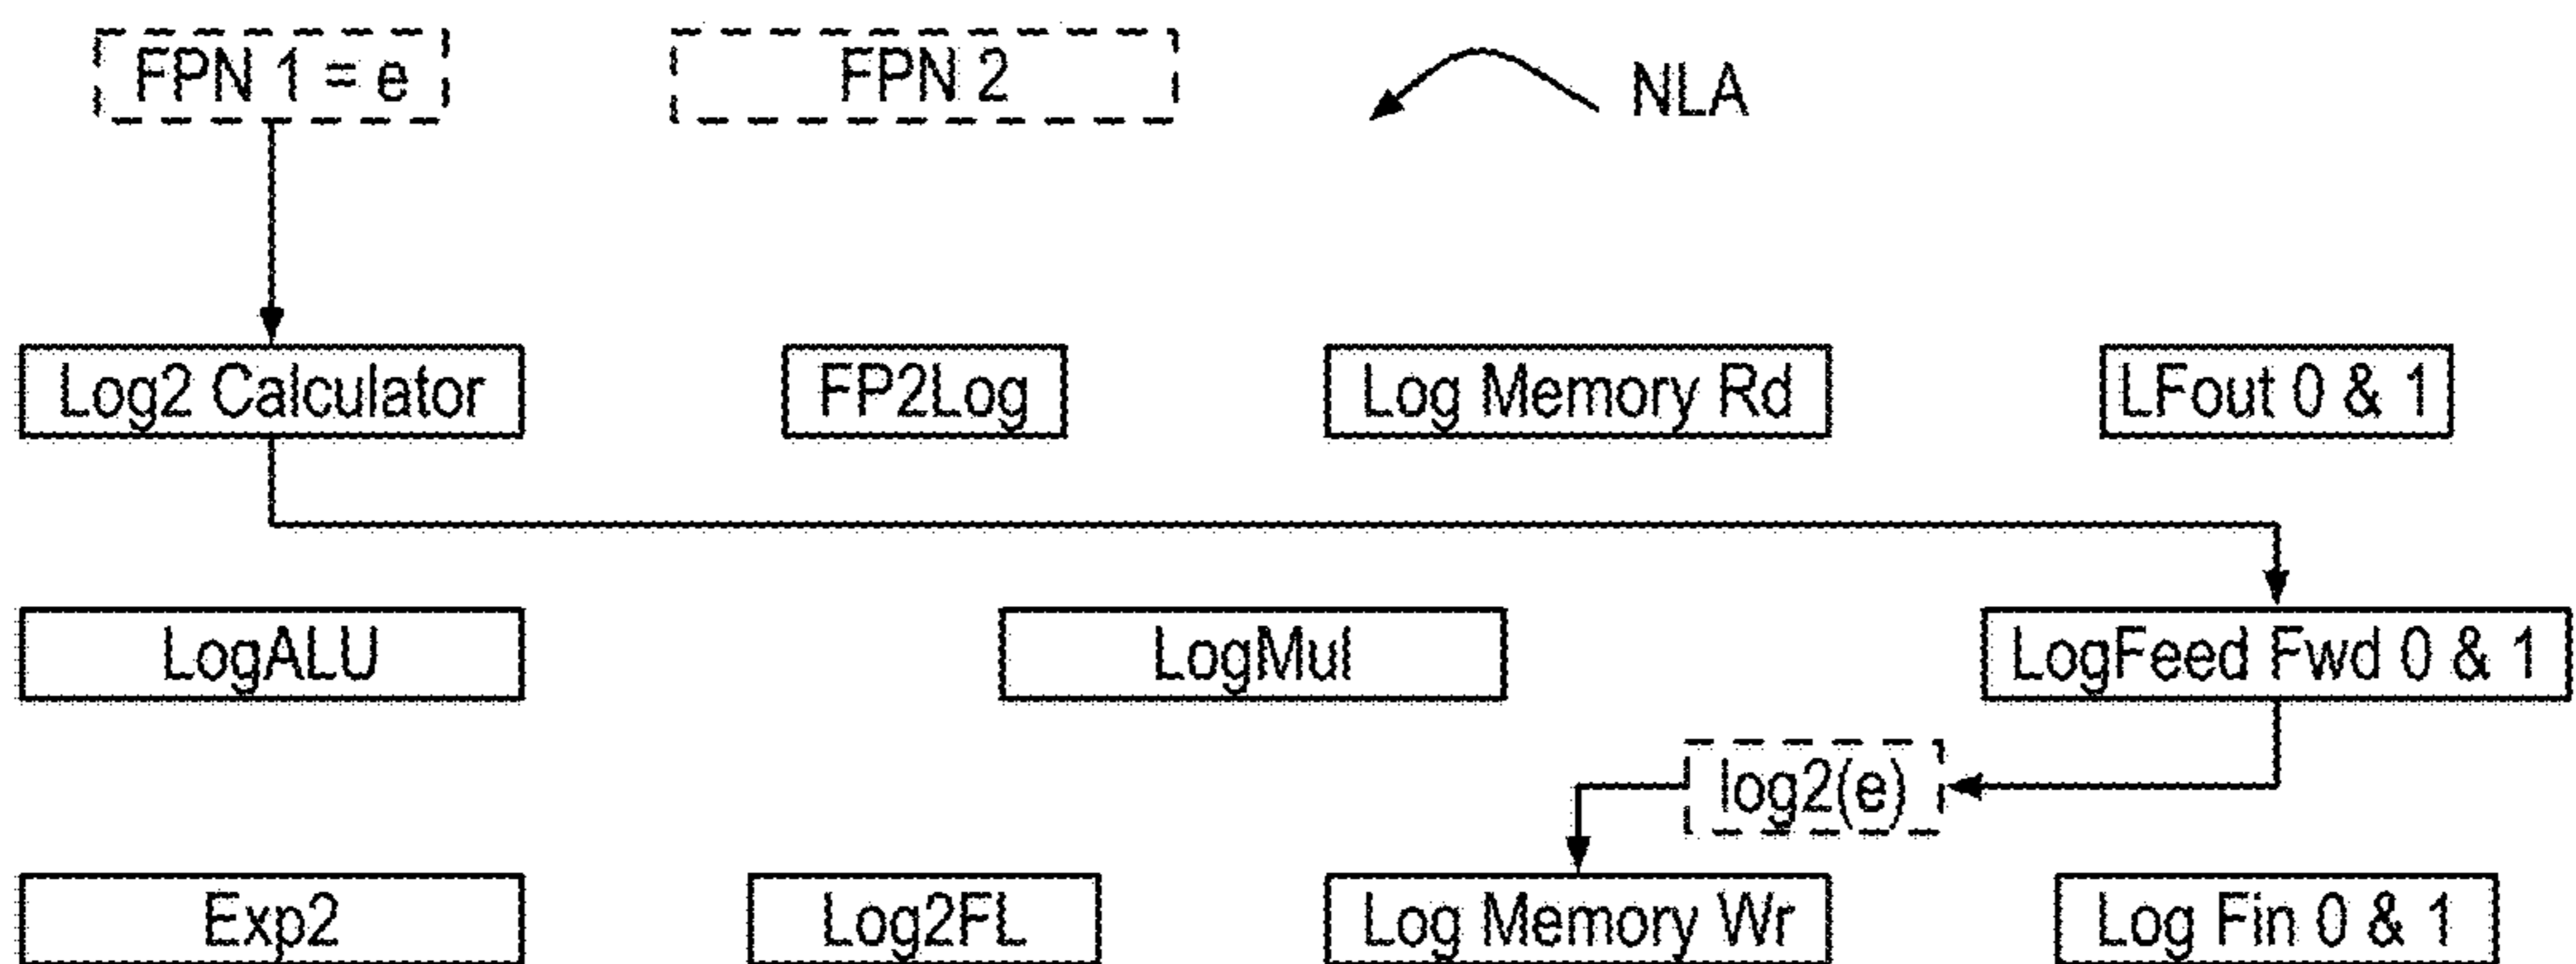 FPN 1 = e
FPN 2
NLA
Log2 Calculator
FP2Log
Log Memory Rd
LFout 0 & 1
LogALU
LogMul
LogFeed Fwd 0 & 1
log2(e)
Exp2
Log2FL
Log Memory Wr
Log Fin 0 & 1